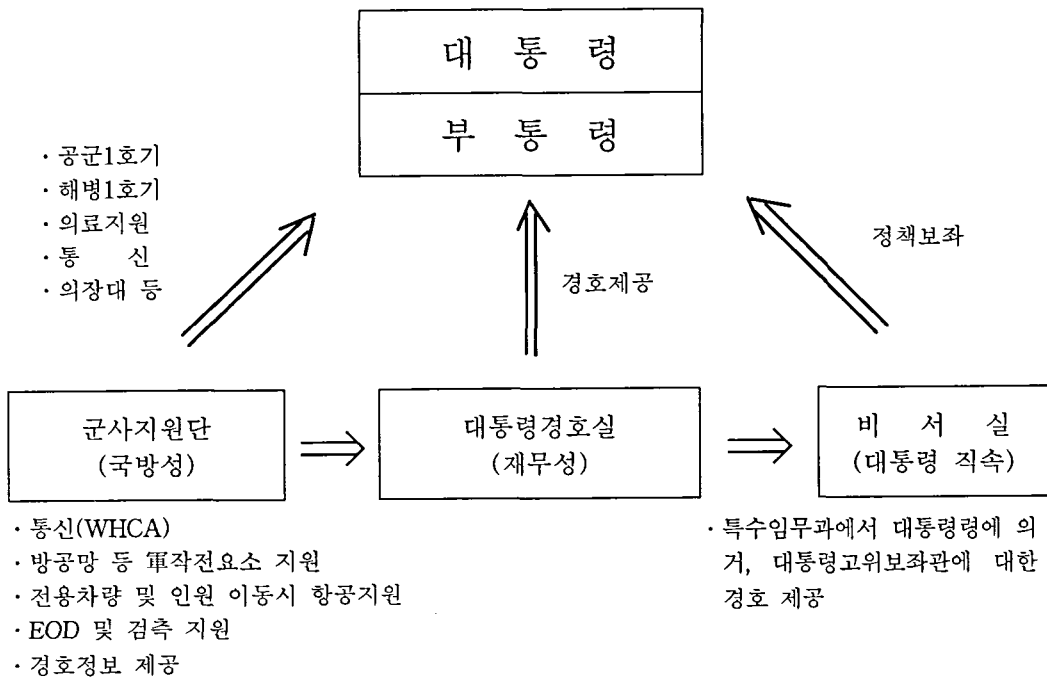 대 통 령
부 통 령
· 공군1호기
· 해병1호기
· 의료지원
· 통 신
· 의장대 등
경호제공
정책보좌
군사지원단
(국방성)
대통령경호실
(재무성)
비 서 실
(대통령 직속)
· 통신(WHCA)
· 방공망 등 軍작전요소 지원
· 전용차량 및 인원 이동시 항공지원
· EOD 및 검측 지원
· 경호정보 제공
· 특수임무과에서 대통령령에 의
거, 대통령고위보좌관에 대한
경호 제공